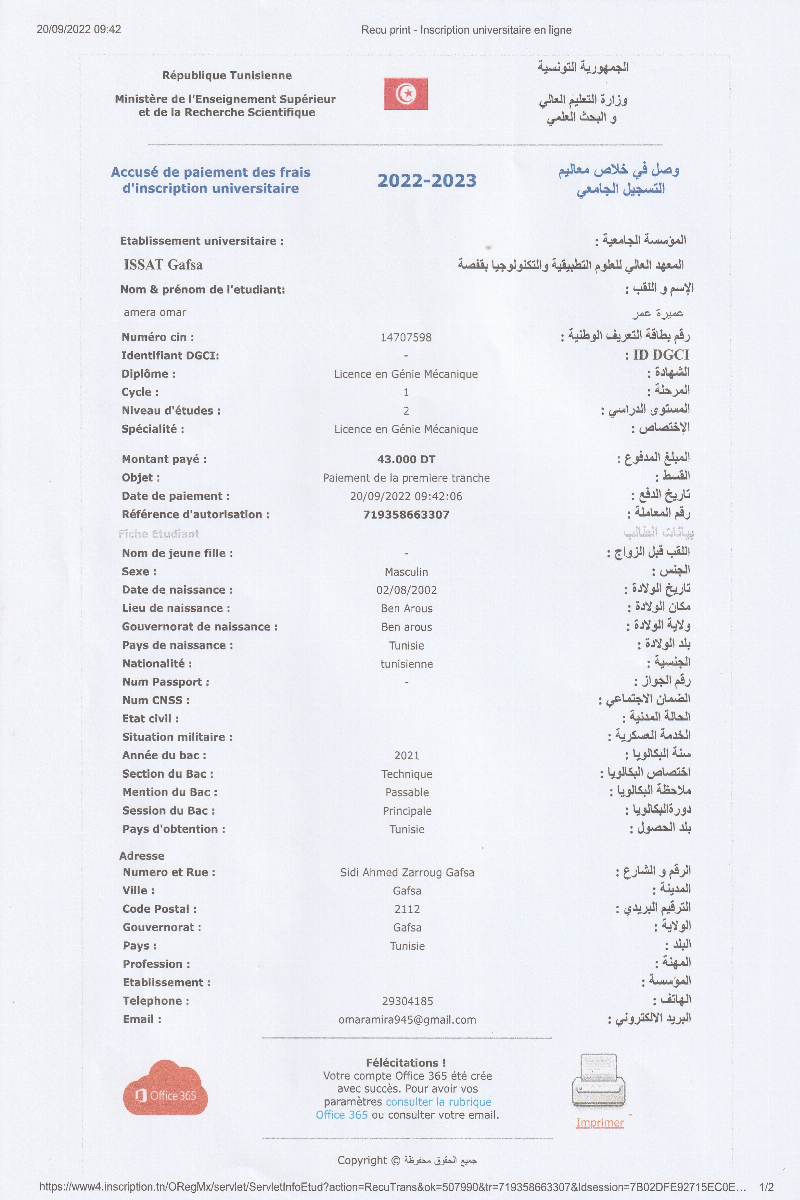 20/09/2022 09:42 Recu print - Inscription universitaire en ligne
République Tunisienne الجمهورية التونسية
Ministère de l'Enseignement Supérieur وزارة التعليم العالي
et de la Recherche Scientifique و البحث العلمي
Accusé de paiement des frais 2022-2023 وصل في خلاص معاليم
d'inscription universitaire التسجيل الجامعي
Etablissement universitaire : المؤسسة الجامعية :
ISSAT Gafsa المعهد العالي للعلوم التطبيقية والتكنولوجيا بقفصة
Nom & prénom de l'etudiant: الإسم و اللقب :
amera omar عميرة عمر
Numéro cin : 14707598 رقم بطاقة التعريف الوطنية :
Identifiant DGCI: - ID DGCI :
Diplôme : Licence en Génie Mécanique الشهادة :
Cycle : 1 المرحلة :
Niveau d'études : 2 المستوى الدراسي :
Spécialité : Licence en Génie Mécanique الإختصاص :
Montant payé : 43.000 DT المبلغ المدفوع :
Objet : Paiement de la premiere tranche القسط :
Date de paiement : 20/09/2022 09:42:06 تاريخ الدفع :
Référence d'autorisation : 719358663307 رقم المعاملة :
Fiche Etudiant بيانات الطالب
Nom de jeune fille : - اللقب قبل الزواج :
Sexe : Masculin الجنس :
Date de naissance : 02/08/2002 تاريخ الولادة :
Lieu de naissance : Ben Arous مكان الولادة :
Gouvernorat de naissance : Ben arous ولاية الولادة :
Pays de naissance : Tunisie بلد الولادة :
Nationalité : tunisienne الجنسية :
Num Passport : - رقم الجواز :
Num CNSS : الضمان الاجتماعي :
Etat civil : الحالة المدنية :
Situation militaire : الخدمة العسكرية :
Année du bac : 2021 سنة البكالويا :
Section du Bac : Technique اختصاص البكالويا :
Mention du Bac : Passable ملاحظة البكالويا :
Session du Bac : Principale دورةالبكالويا :
Pays d'obtention : Tunisie بلد الحصول :
Adresse
Numero et Rue : Sidi Ahmed Zarroug Gafsa الرقم و الشارع :
Ville : Gafsa المدينة :
Code Postal : 2112 الترقيم البريدي :
Gouvernorat : Gafsa الولاية :
Pays : Tunisie البلد :
Profession : المهنة :
Etablissement : المؤسسة :
Telephone : 29304185 الهاتف :
Email : omaramira945@gmail.com البريد الالكتروني :
Félécitations !
Votre compte Office 365 été crée
avec succès. Pour avoir vos
paramètres consulter la rubrique
Office 365 ou consulter votre email.
Office 365
Imprimer
Copyright © جميع الحقوق محفوظة
https://www4.inscription.tn/ORegMx/servlet/ServletInfoEtud?action=RecuTrans&ok=507990&tr=719358663307&Idsession=7B02DFE92715EC0E... 1/2